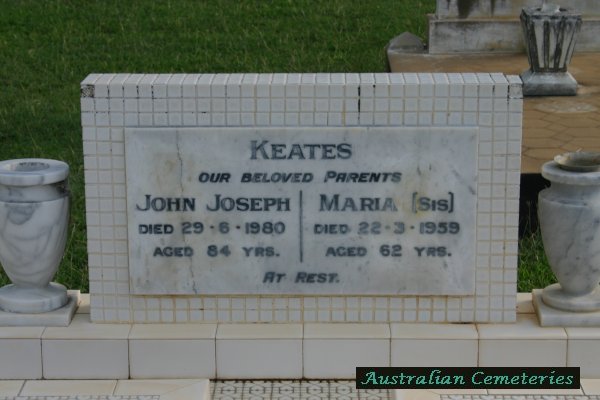 KEATES
OUR BELOVED PARENTS
JOHN JOSEPH
DIED 29·6·1980
AGED 84 YRS.
MARIA (SIS)
DIED 22·3·1959
AGED 62 YRS.
AT REST.
Australian Cemeteries